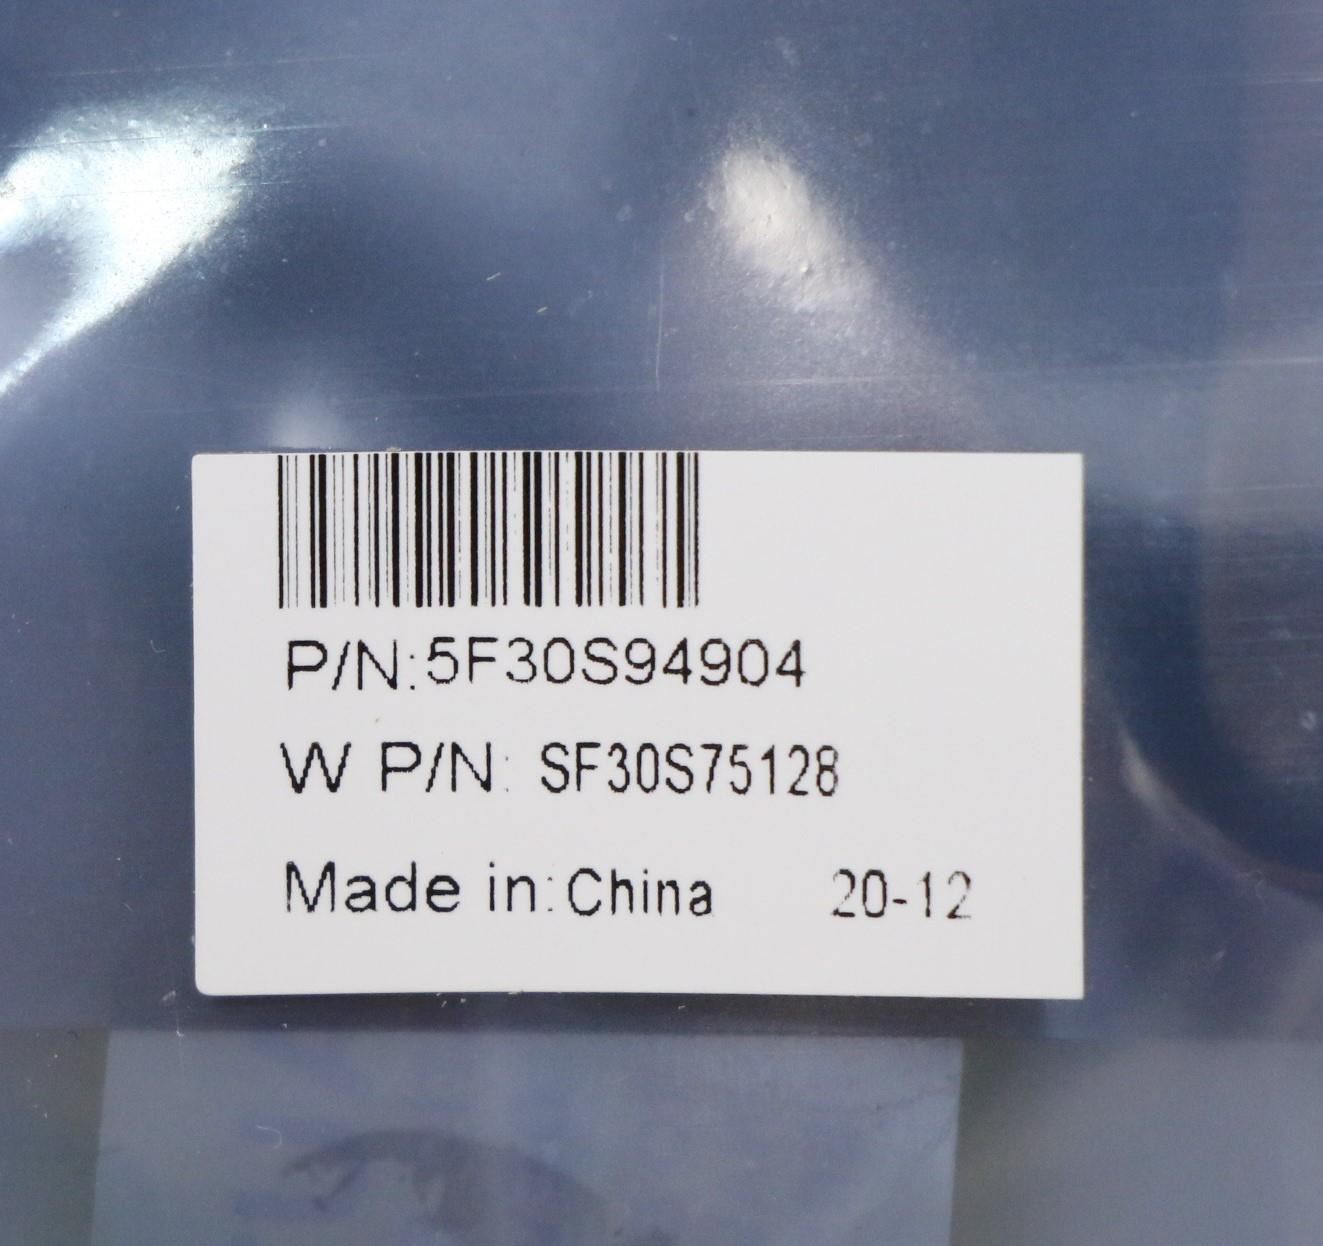 P/N:5F30S94904
W P/N: SF30S75128
Made in:China 20-12